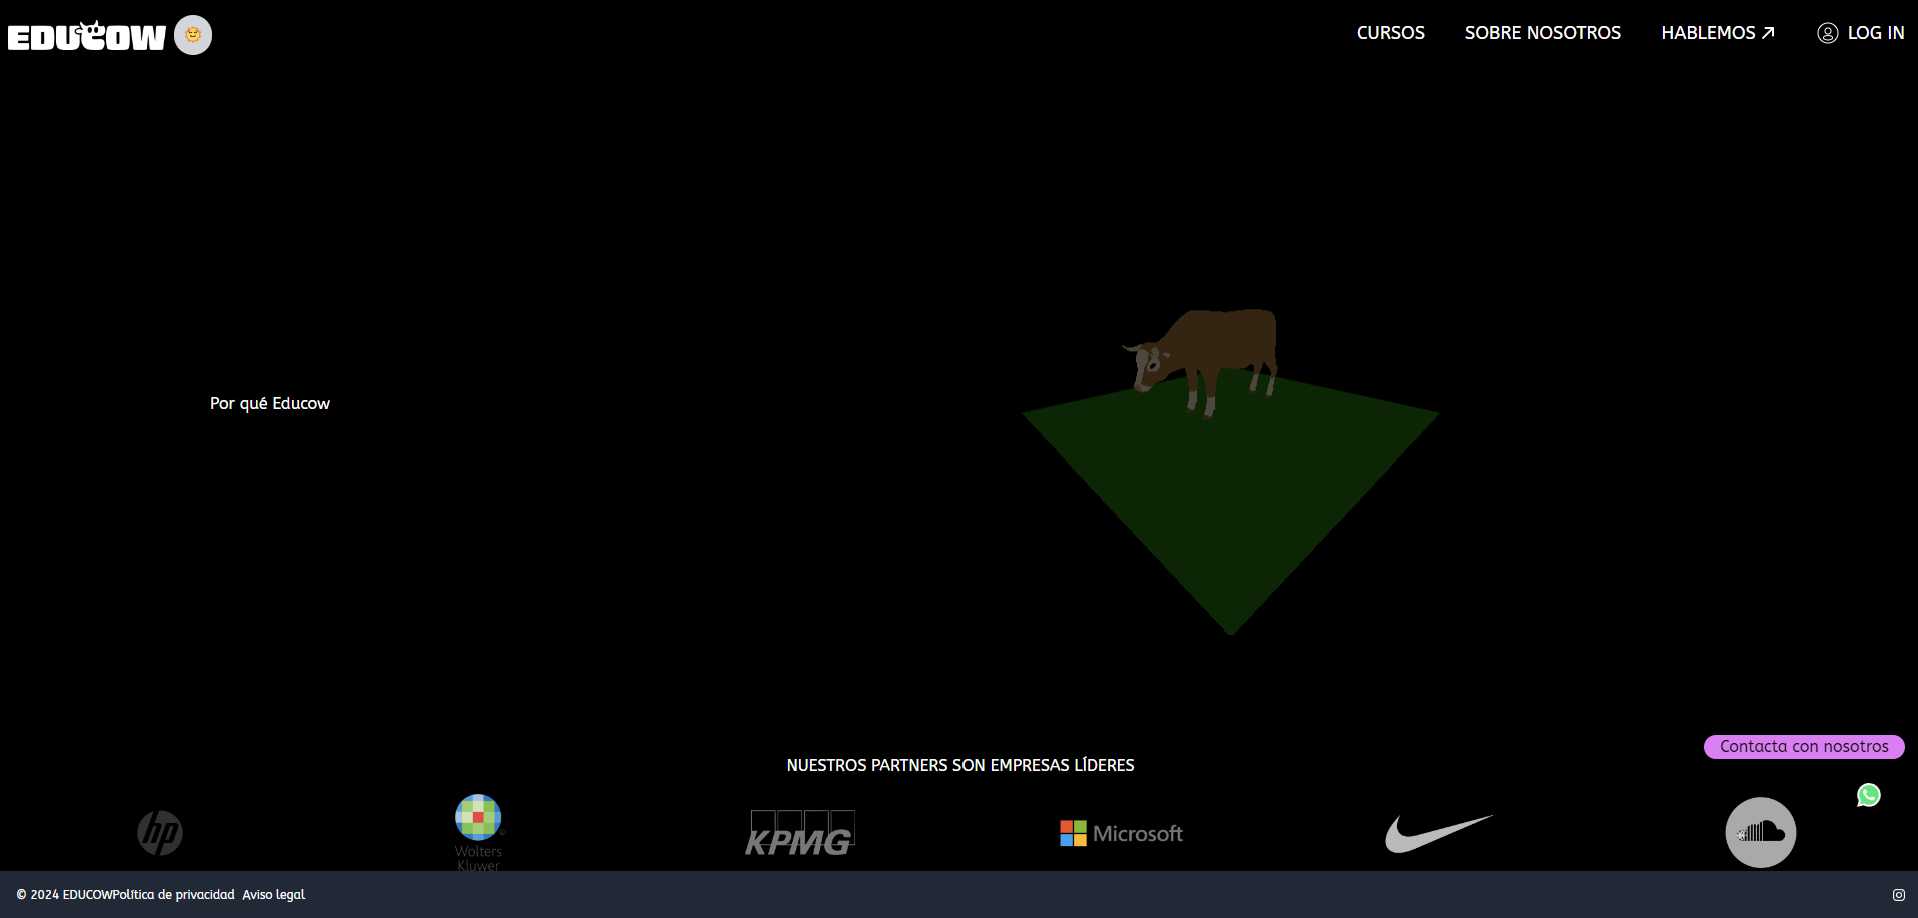 EDUCOW
CURSOS
SOBRE NOSOTROS
HABLEMOS
LOG IN
Por qué Educow
Contacta con nosotros
NUESTROS PARTNERS SON EMPRESAS LÍDERES
hp
Wolters
Kluwer
KPMG
Microsoft
© 2024 EDUCOWPolítica de privacidad Aviso legal